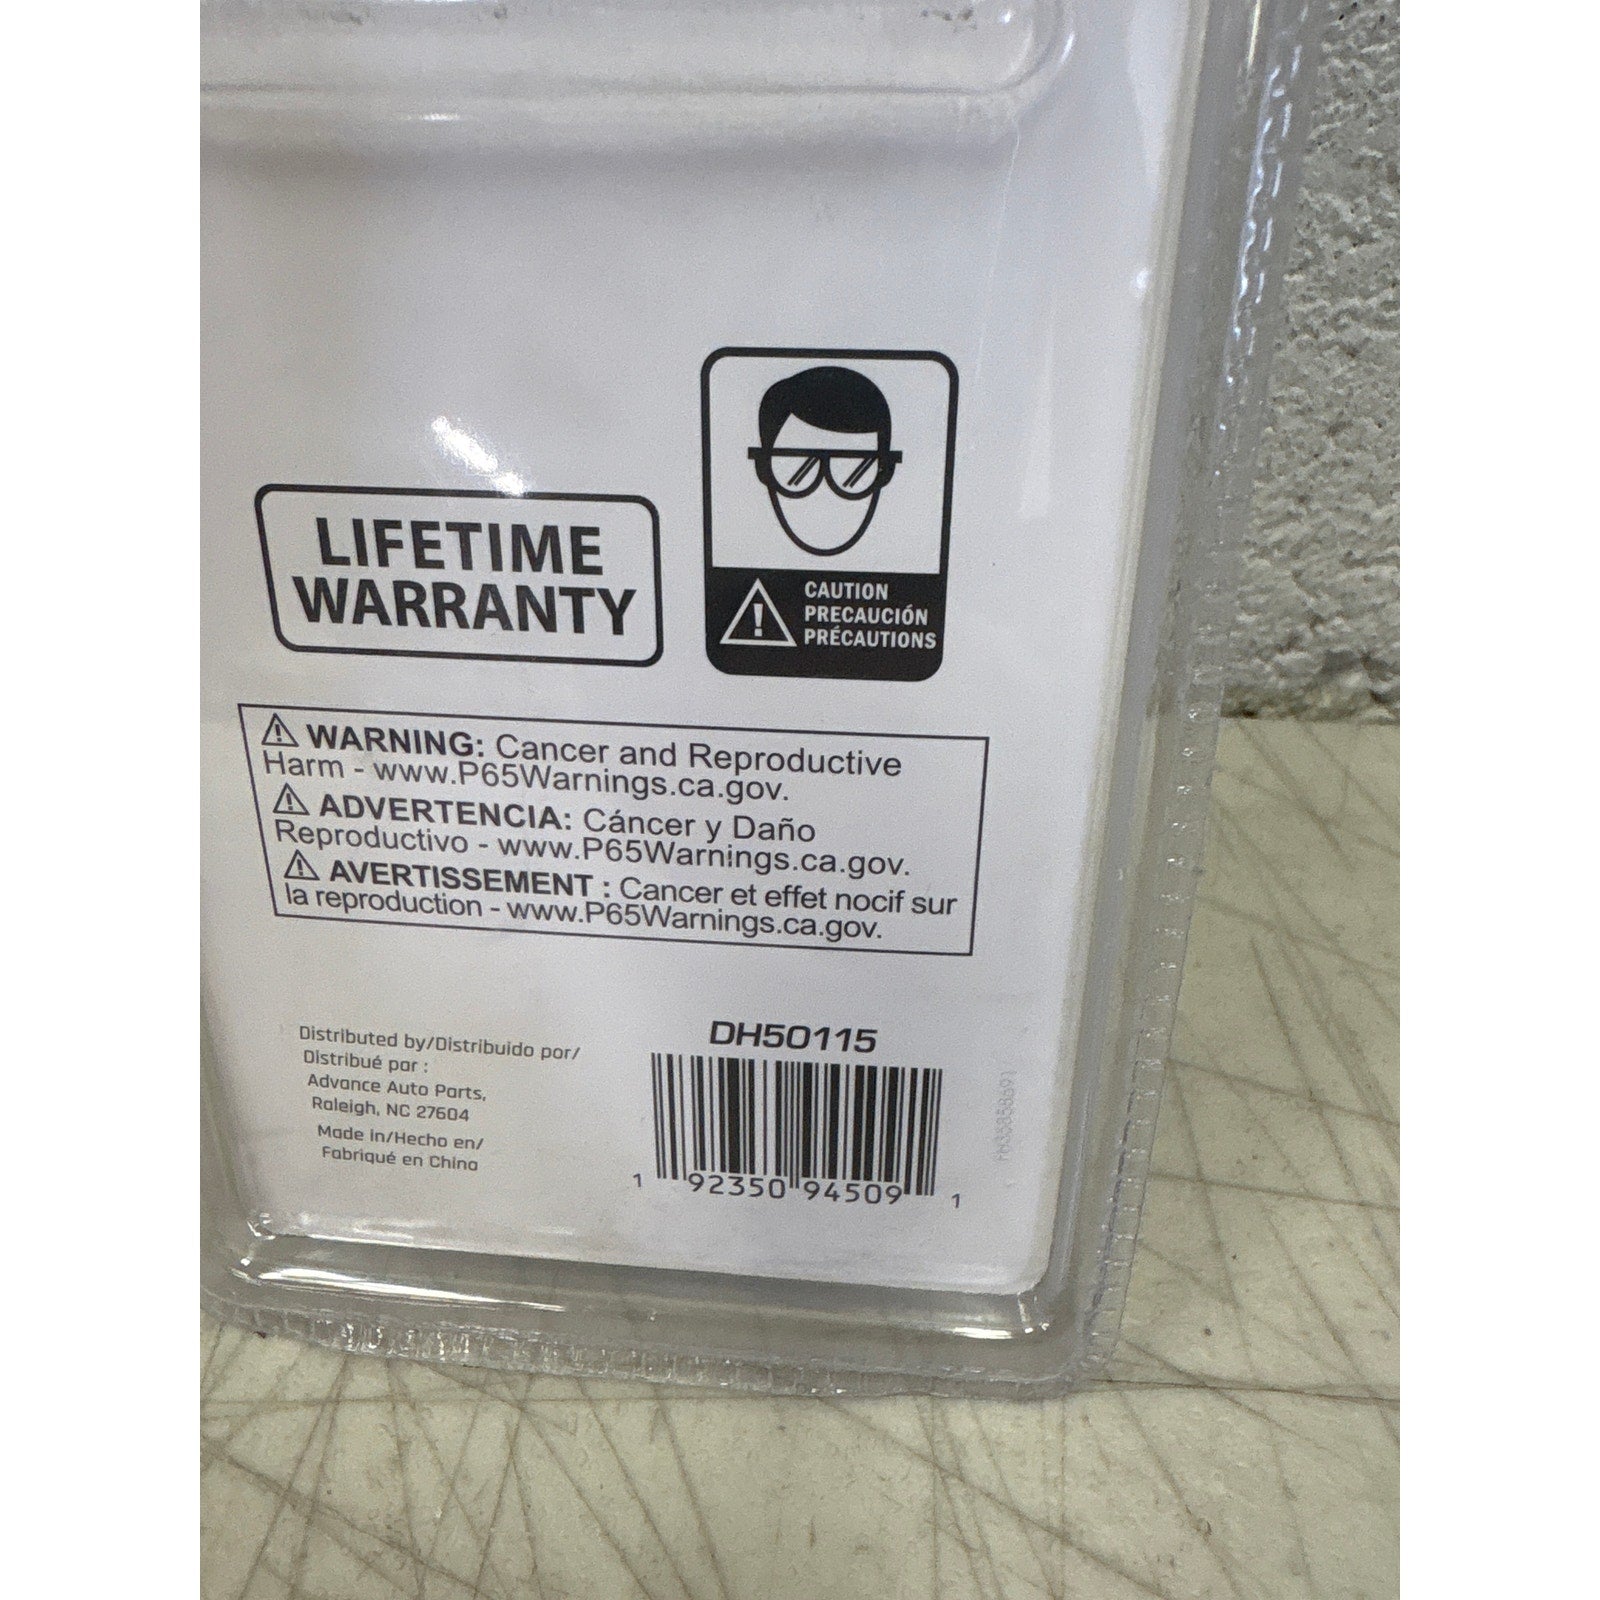 LIFETIME
WARRANTY
CAUTION
PRECAUCIÓN
PRÉCAUTIONS
⚠ WARNING: Cancer and Reproductive
Harm - www.P65Warnings.ca.gov.
⚠ ADVERTENCIA: Cáncer y Daño
Reproductivo - www.P65Warnings.ca.gov.
⚠ AVERTISSEMENT : Cancer et effet nocif sur
la reproduction - www.P65Warnings.ca.gov.
Distributed by/Distribuido por/
Distribué par :
Advance Auto Parts,
Raleigh, NC 27604
Made in/Hecho en/
Fabriqué en China
DH50115
1 92350 94509 1